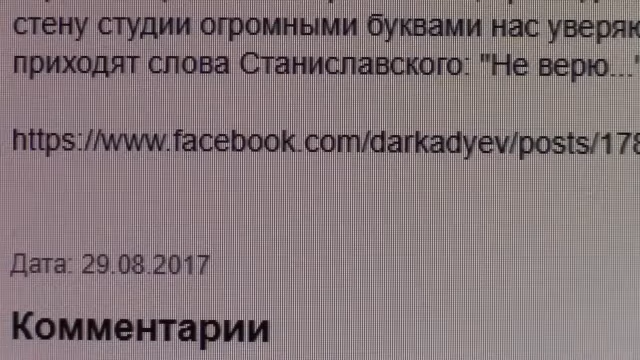 стену студии огромными буквами нас
приходят слова Станиславского: "Не верю..."
https://www.facebook.com/darkadyev/posts/178
Дата: 29.08.2017
Комментарии